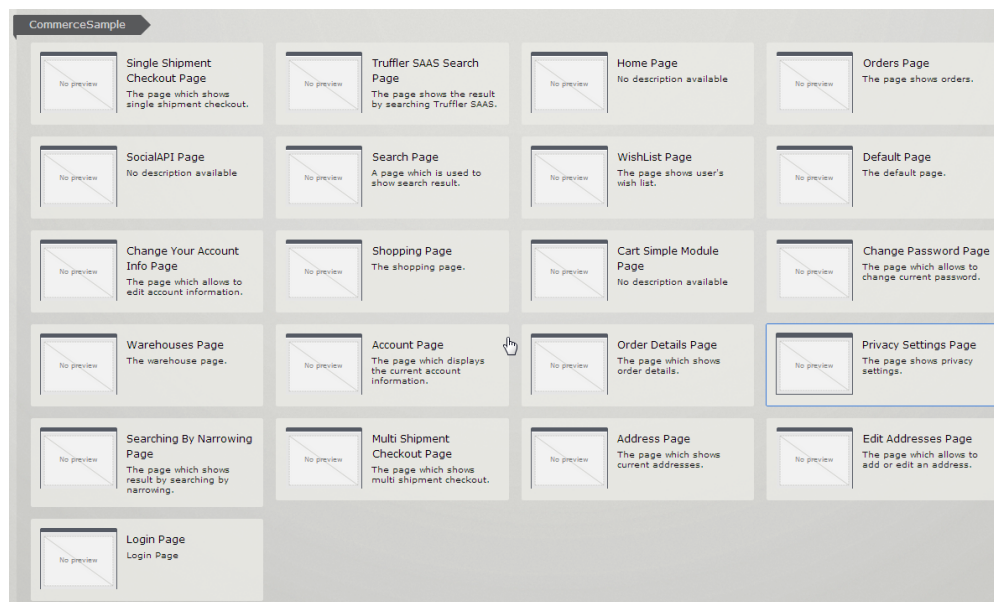 CommerceSample
No preview
Single Shipment
Checkout Page
The page which shows
single shipment checkout.
No preview
Truffler SAAS Search
Page
The page shows the result
by searching Truffler SAAS.
No preview
Home Page
No description available
No preview
Orders Page
The page shows orders.
No preview
SocialAPI Page
No description available
No preview
Search Page
A page which is used to
show search result.
No preview
WishList Page
The page shows user's
wish list.
No preview
Default Page
The default page.
No preview
Change Your Account
Info Page
The page which allows to
edit account information.
No preview
Shopping Page
The shopping page.
No preview
Cart Simple Module
Page
No description available
No preview
Change Password Page
The page which allows to
change current password.
No preview
Warehouses Page
The warehouse page.
No preview
Account Page
The page which displays
the current account
information.
No preview
Order Details Page
The page which shows
order details.
No preview
Privacy Settings Page
The page shows privacy
settings.
No preview
Searching By Narrowing
Page
The page which shows
result by searching by
narrowing.
No preview
Multi Shipment
Checkout Page
The page which shows
multi shipment checkout.
No preview
Address Page
The page which shows
current addresses.
No preview
Edit Addresses Page
The page which allows to
add or edit an address.
No preview
Login Page
Login Page